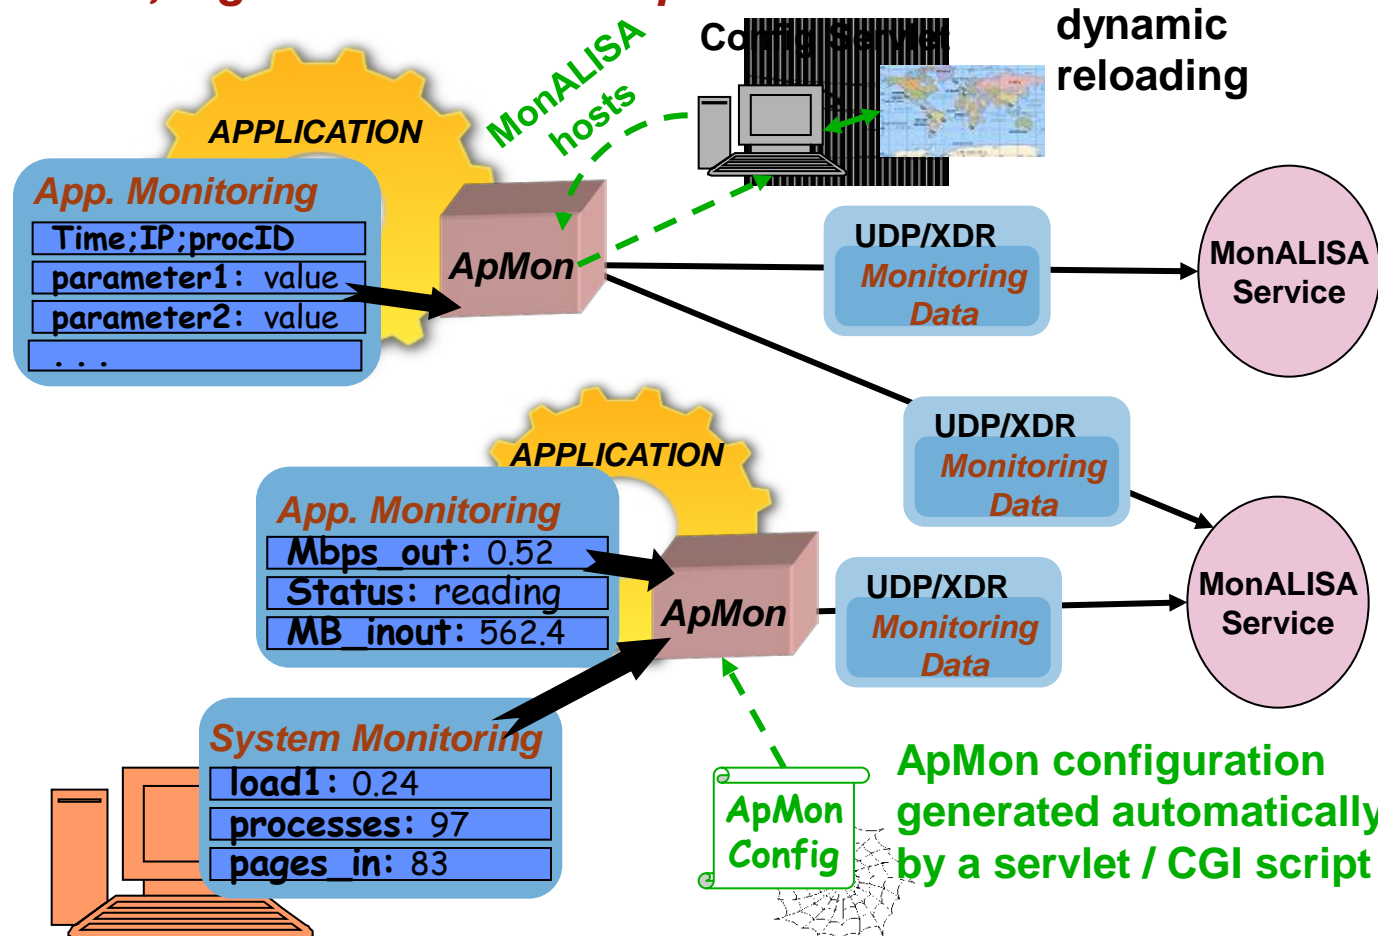 dynamic
reloading
Config Servlet
MonALISA
hosts
APPLICATION
App. Monitoring
Time;IP;procID
parameter1: value
parameter2: value
. . .
ApMon
UDP/XDR
Monitoring
Data
MonALISA
Service
UDP/XDR
Monitoring
Data
APPLICATION
App. Monitoring
Mbps_out: 0.52
Status: reading
MB_inout: 562.4
ApMon
UDP/XDR
Monitoring
Data
MonALISA
Service
System Monitoring
load1: 0.24
processes: 97
pages_in: 83
ApMon
Config
ApMon configuration
generated automatically
by a servlet / CGI script